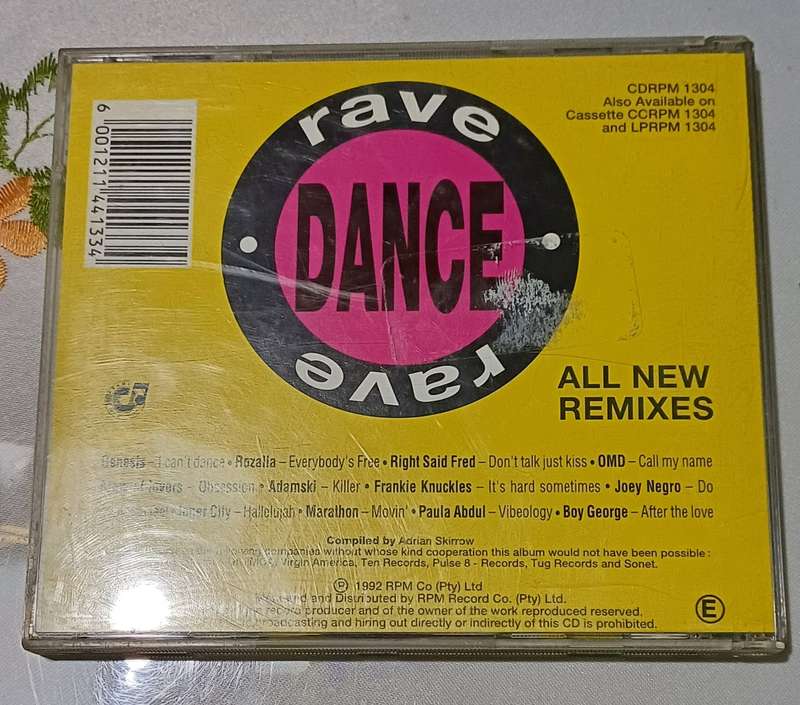 6 001211 441334
rave
DANCE
rave
CDRPM 1304
Also Available on
Cassette CCRPM 1304
and LPRPM 1304
ALL NEW
REMIXES
Genesis – I can't dance • Rozalla – Everybody's Free • Right Said Fred – Don't talk just kiss • OMD – Call my name
Lovers – Obsession • Adamski – Killer • Frankie Knuckles – It's hard sometimes • Joey Negro – Do
feel • Inner City – Hallelujah • Marathon – Movin' • Paula Abdul – Vibeology • Boy George – After the love
Compiled by Adrian Skirrow
companies without whose kind cooperation this album would not have been possible :
MCA, Virgin America, Ten Records, Pulse 8 - Records, Tug Records and Sonet.
℗ 1992 RPM Co (Pty) Ltd
and Distributed by RPM Record Co. (Pty) Ltd.
record producer and of the owner of the work reproduced reserved.
broadcasting and hiring out directly or indirectly of this CD is prohibited.
E